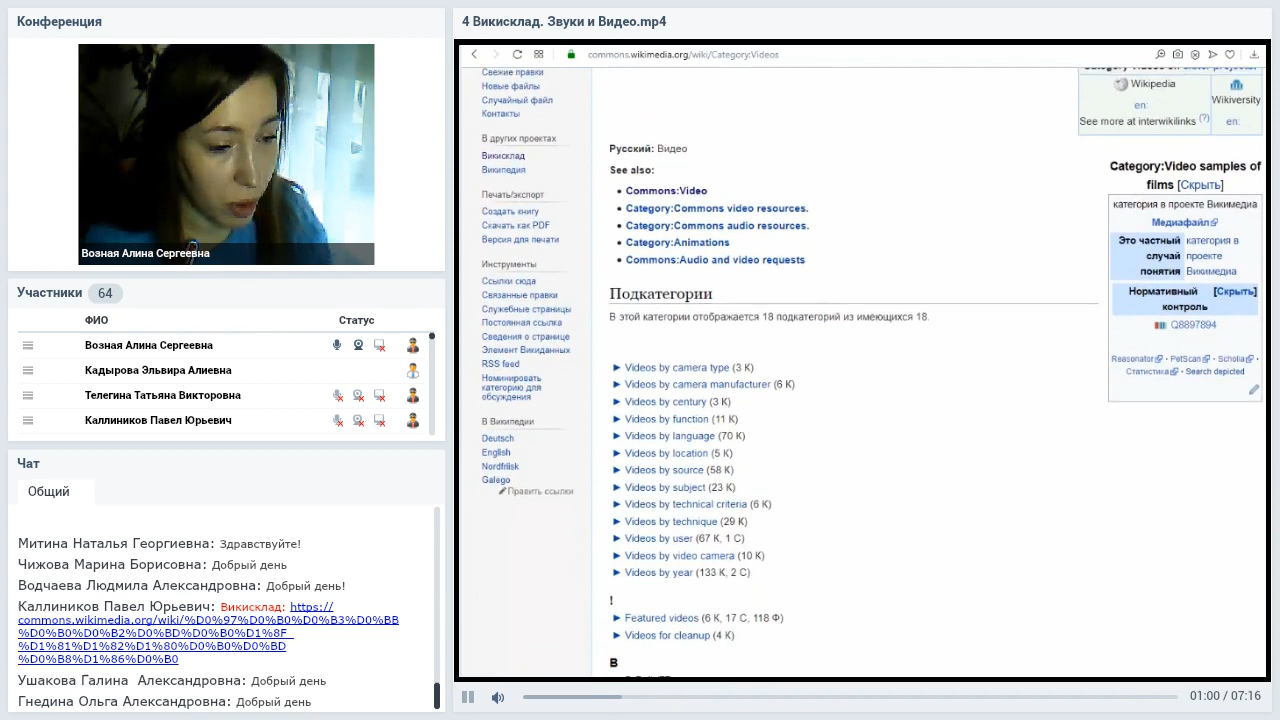 Конференция
Возная Алина Сергеевна
Участники 64
ФИО Статус
Возная Алина Сергеевна
Кадырова Эльвира Алиевна
Телегина Татьяна Викторовна
Каллиников Павел Юрьевич
Чат
Общий
Митина Наталья Георгиевна: Здравствуйте!
Чижова Марина Борисовна: Добрый день
Водчаева Людмила Александровна: Добрый день!
Каллиников Павел Юрьевич: Викисклад: https://
commons.wikimedia.org/wiki/%D0%97%D0%B0%D0%B3%D0%BB
%D0%B0%D0%B2%D0%BD%D0%B0%D1%8F_
%D1%81%D1%82%D1%80%D0%B0%D0%BD
%D0%B8%D1%86%D0%B0
Ушакова Галина Александровна: Добрый день
Гнедина Ольга Александровна: Добрый день
4 Викисклад. Звуки и Видео.mp4
commons.wikimedia.org/wiki/Category:Videos
Свежие правки
Новые файлы
Случайный файл
Контакты
В других проектах
Викисклад
Википедия
Печать/экспорт
Создать книгу
Скачать как PDF
Версия для печати
Инструменты
Ссылки сюда
Связанные правки
Служебные страницы
Постоянная ссылка
Сведения о странице
Элемент Викиданных
RSS feed
Номинировать
категорию для
обсуждения
В Википедии
Deutsch
English
Nordfriisk
Galego
Править ссылки
Русский: Видео
See also:
• Commons:Video
• Category:Commons video resources.
• Category:Commons audio resources.
• Category:Animations
• Commons:Audio and video requests
Подкатегории
В этой категории отображается 18 подкатегорий из имеющихся 18.
► Videos by camera type (3 К)
► Videos by camera manufacturer (6 К)
► Videos by century (3 К)
► Videos by function (11 К)
► Videos by language (70 К)
► Videos by location (5 К)
► Videos by source (58 К)
► Videos by subject (23 К)
► Videos by technical criteria (6 К)
► Videos by technique (29 К)
► Videos by user (67 К, 1 С)
► Videos by video camera (10 К)
► Videos by year (133 К, 2 С)
!
► Featured videos (6 К, 17 С, 118 Ф)
► Videos for cleanup (4 К)
B
Wikipedia
en:
See more at interwikilinks (?)
Wikiversity
en:
Category:Video samples of
films [Скрыть]
категория в проекте Викимедиа
Медиафайл
Это частный случай понятия категория в проекте Викимедиа
Нормативный контроль [Скрыть]
Q8897894
Reasonator • PetScan • Scholia •
Статистика • Search depicted
01:00 / 07:16